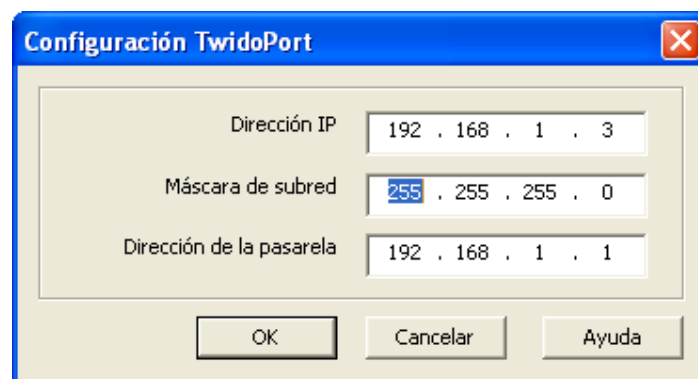 Configuración TwidoPort
Dirección IP 192 . 168 . 1 . 3
Máscara de subred 255 . 255 . 255 . 0
Dirección de la pasarela 192 . 168 . 1 . 1
OK Cancelar Ayuda